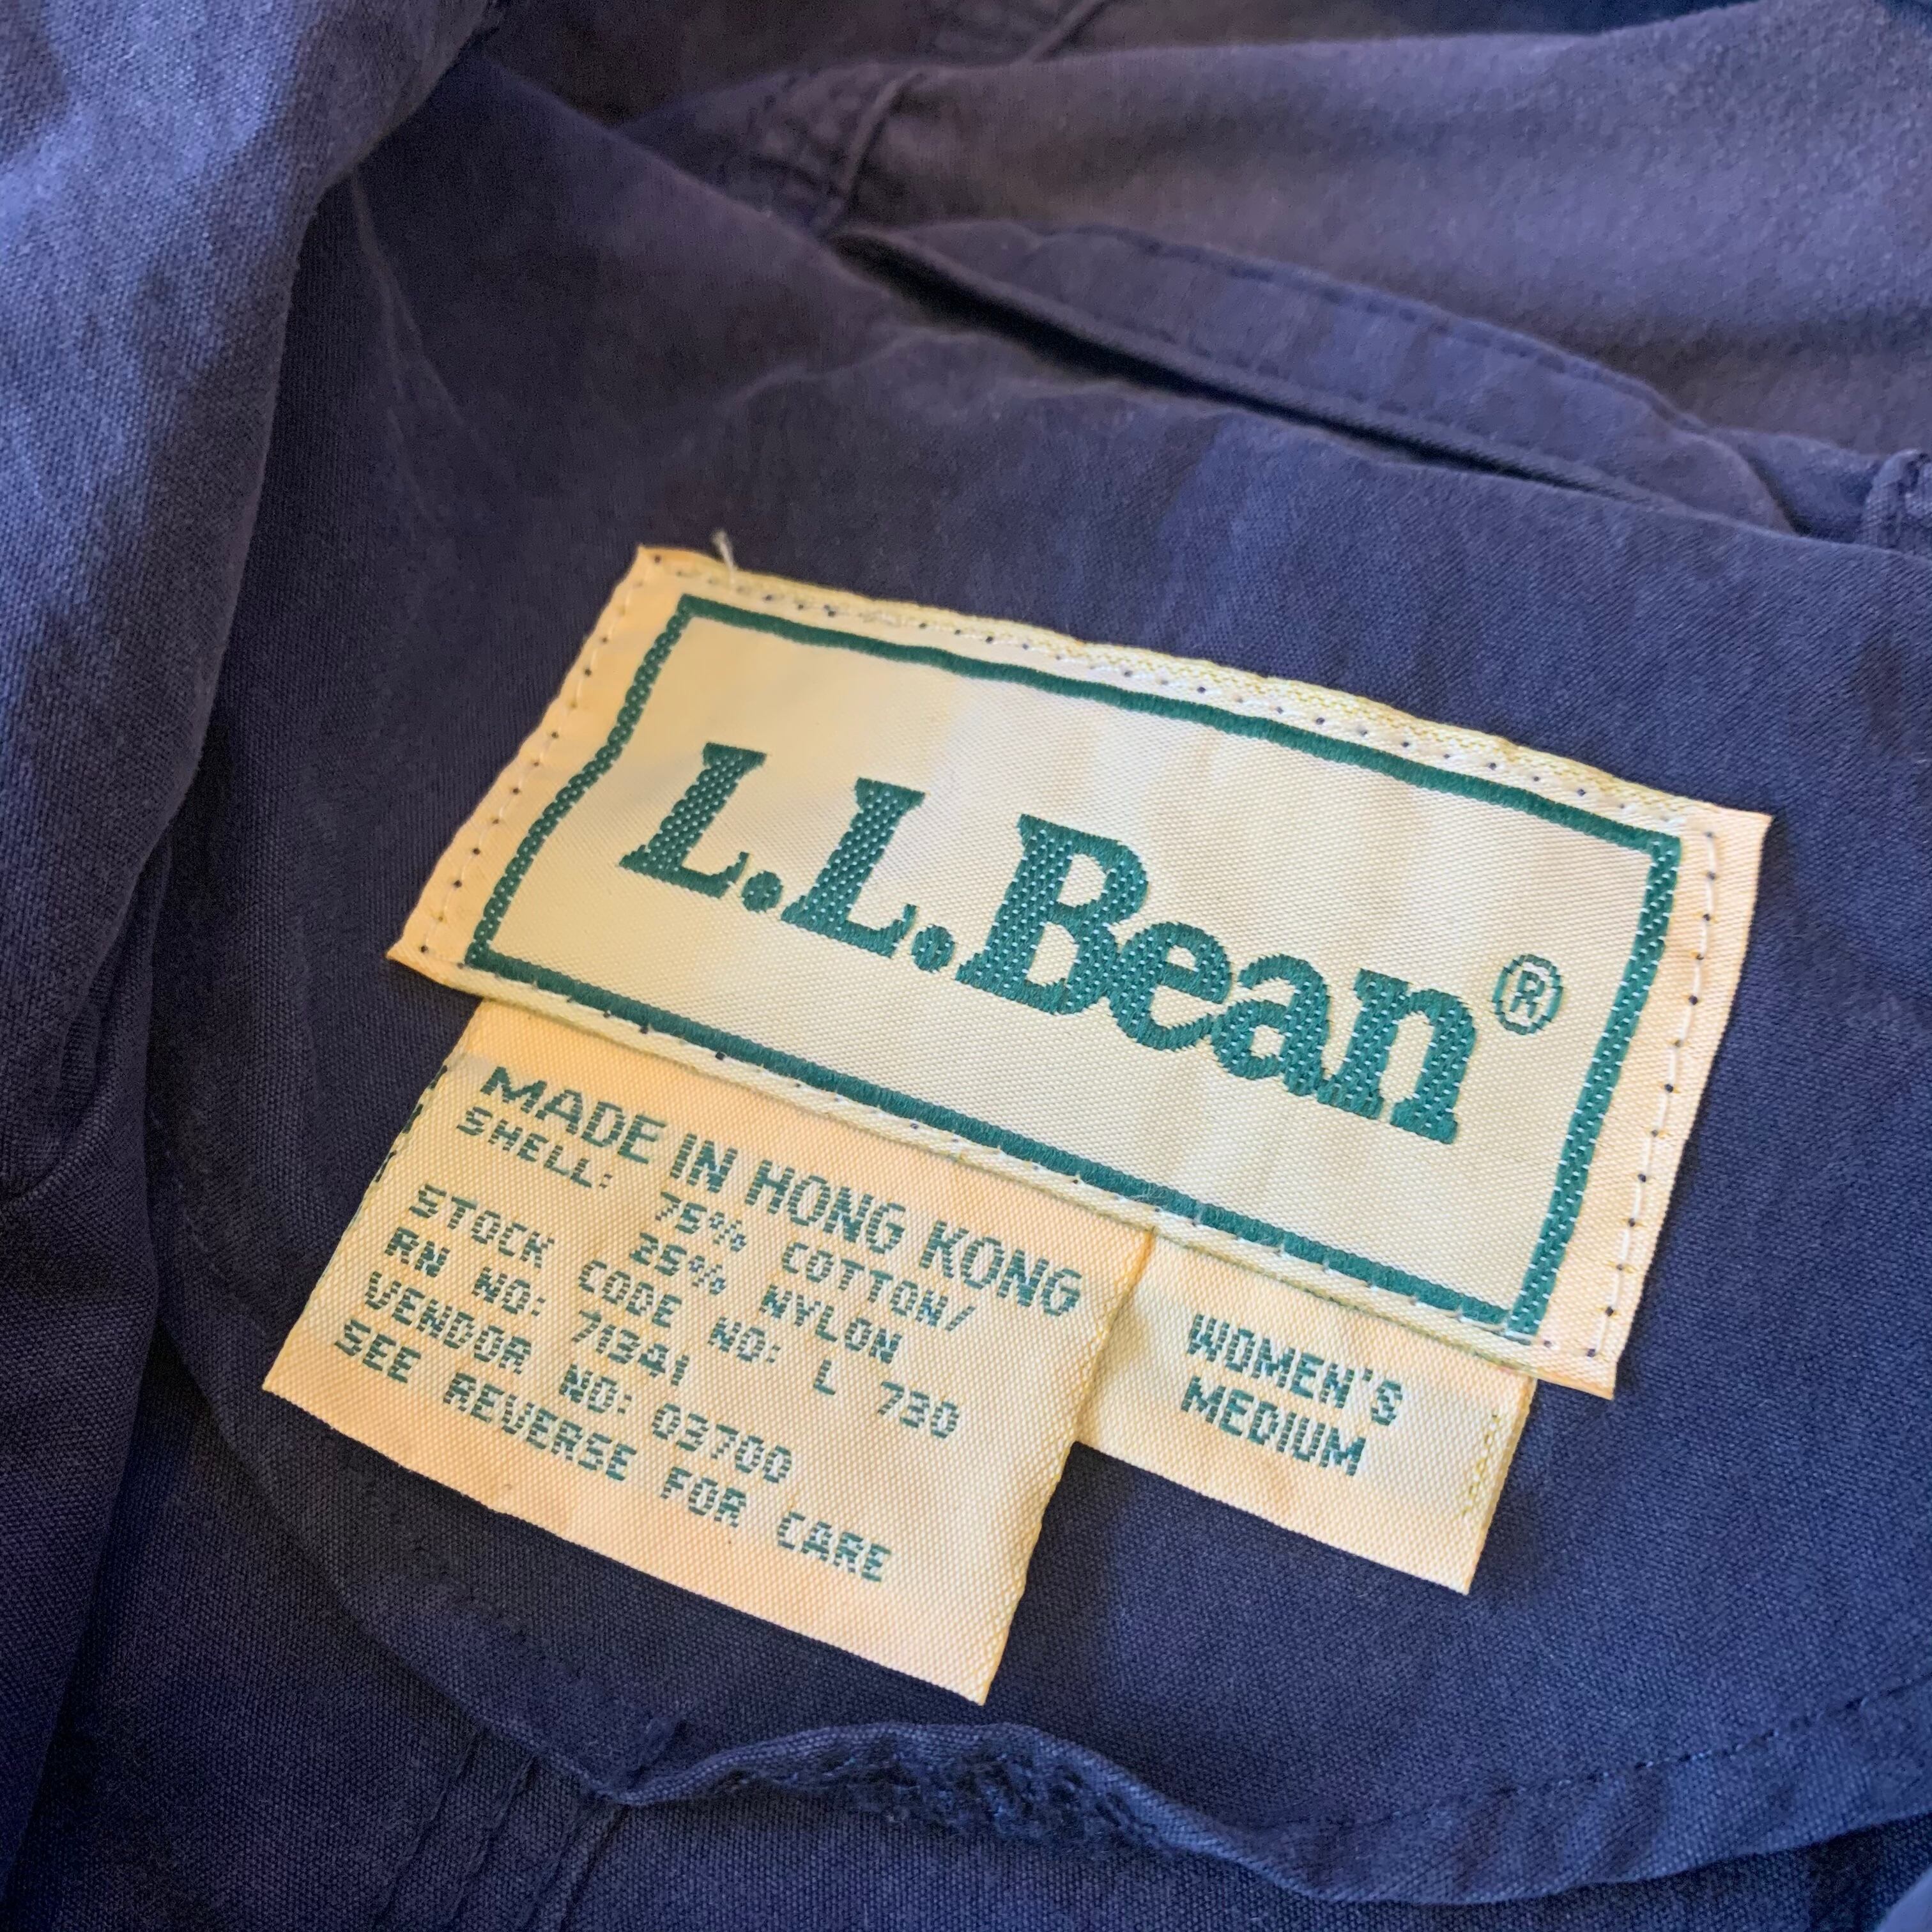 L.L.Bean®
MADE IN HONG KONG
SHELL:
75% COTTON/
25% NYLON
STOCK CODE NO: L 730
RN NO: 71341
VENDOR NO: 03700
SEE REVERSE FOR CARE
WOMEN'S
MEDIUM